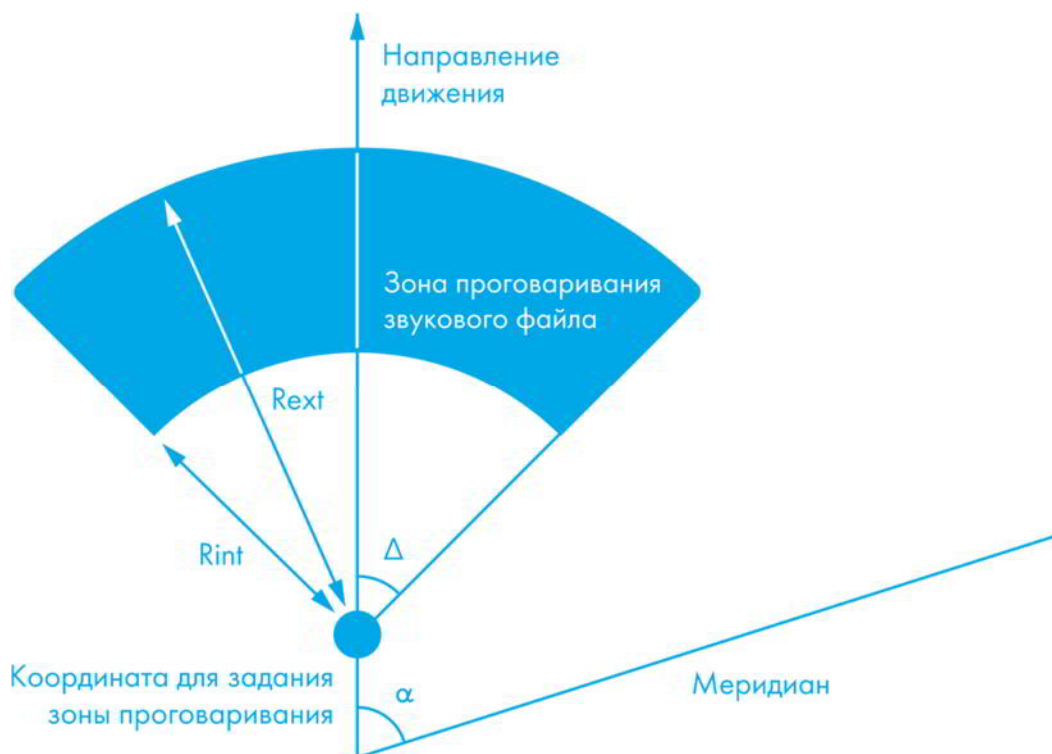 Направление
движения
Зона проговаривания
звукового файла
Rext
Rint
Δ
Координата для задания
зоны проговаривания
α
Меридиан